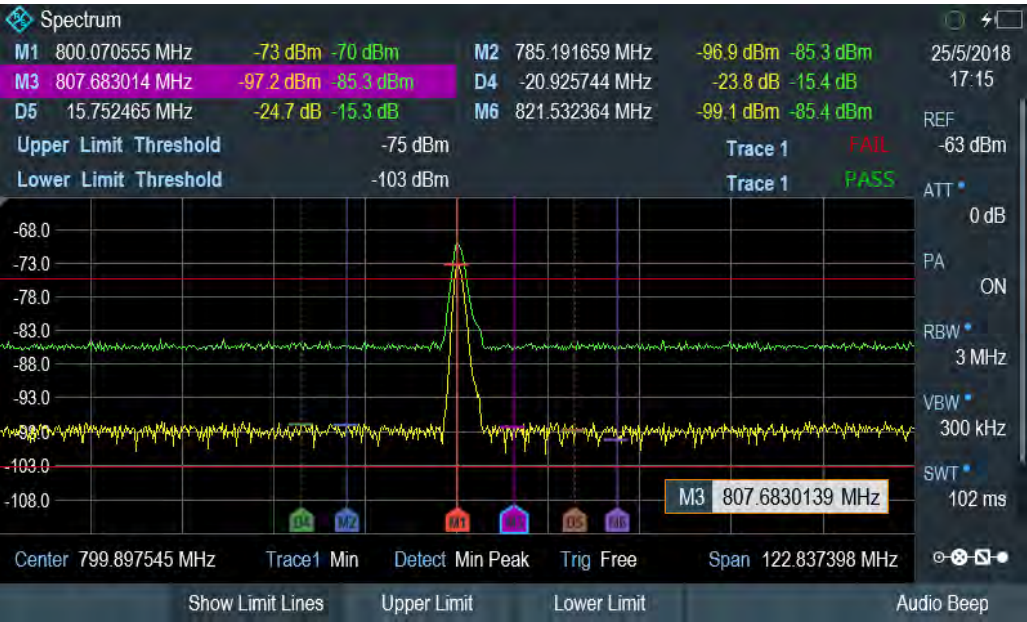 Spectrum
M1 800.070555 MHz -73 dBm -70 dBm M2 785.191659 MHz -96.9 dBm -85.3 dBm 25/5/2018
M3 807.683014 MHz -97.2 dBm -85.3 dBm D4 -20.925744 MHz -23.8 dB -15.4 dB 17:15
D5 15.752465 MHz -24.7 dB -15.3 dB M6 821.532364 MHz -99.1 dBm -85.4 dBm
Upper Limit Threshold -75 dBm Trace 1 FAIL
Lower Limit Threshold -103 dBm Trace 1 PASS
REF
-63 dBm
ATT
0 dB
PA
ON
RBW
3 MHz
VBW
300 kHz
SWT
102 ms
-68.0
-73.0
-78.0
-83.0
-88.0
-93.0
-98.0
-103.0
-108.0
M3 807.6830139 MHz
D4 M2 M1 M3 D5 M6
Center 799.897545 MHz Trace1 Min Detect Min Peak Trig Free Span 122.837398 MHz
Show Limit Lines Upper Limit Lower Limit Audio Beep